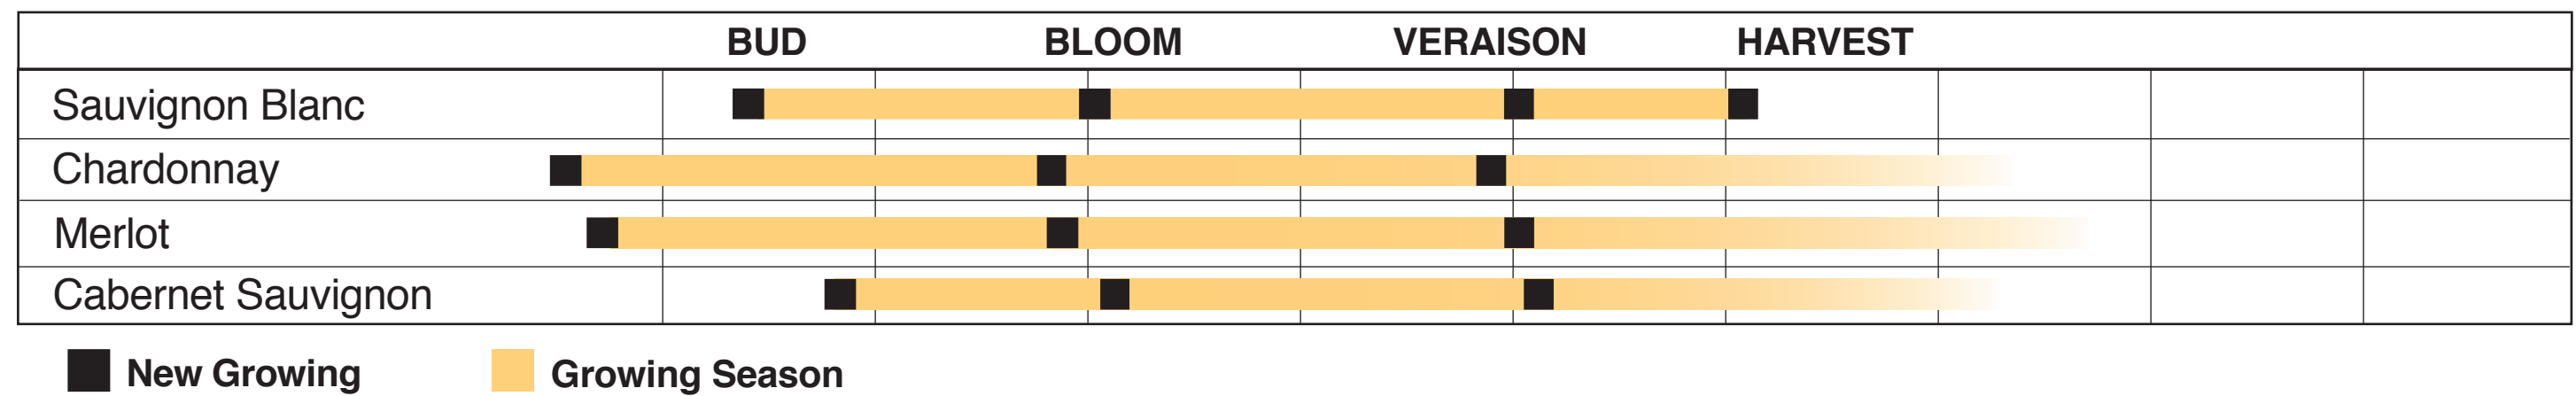 BUD BLOOM VERAISON HARVEST
Sauvignon Blanc
Chardonnay
Merlot
Cabernet Sauvignon
New Growing Growing Season